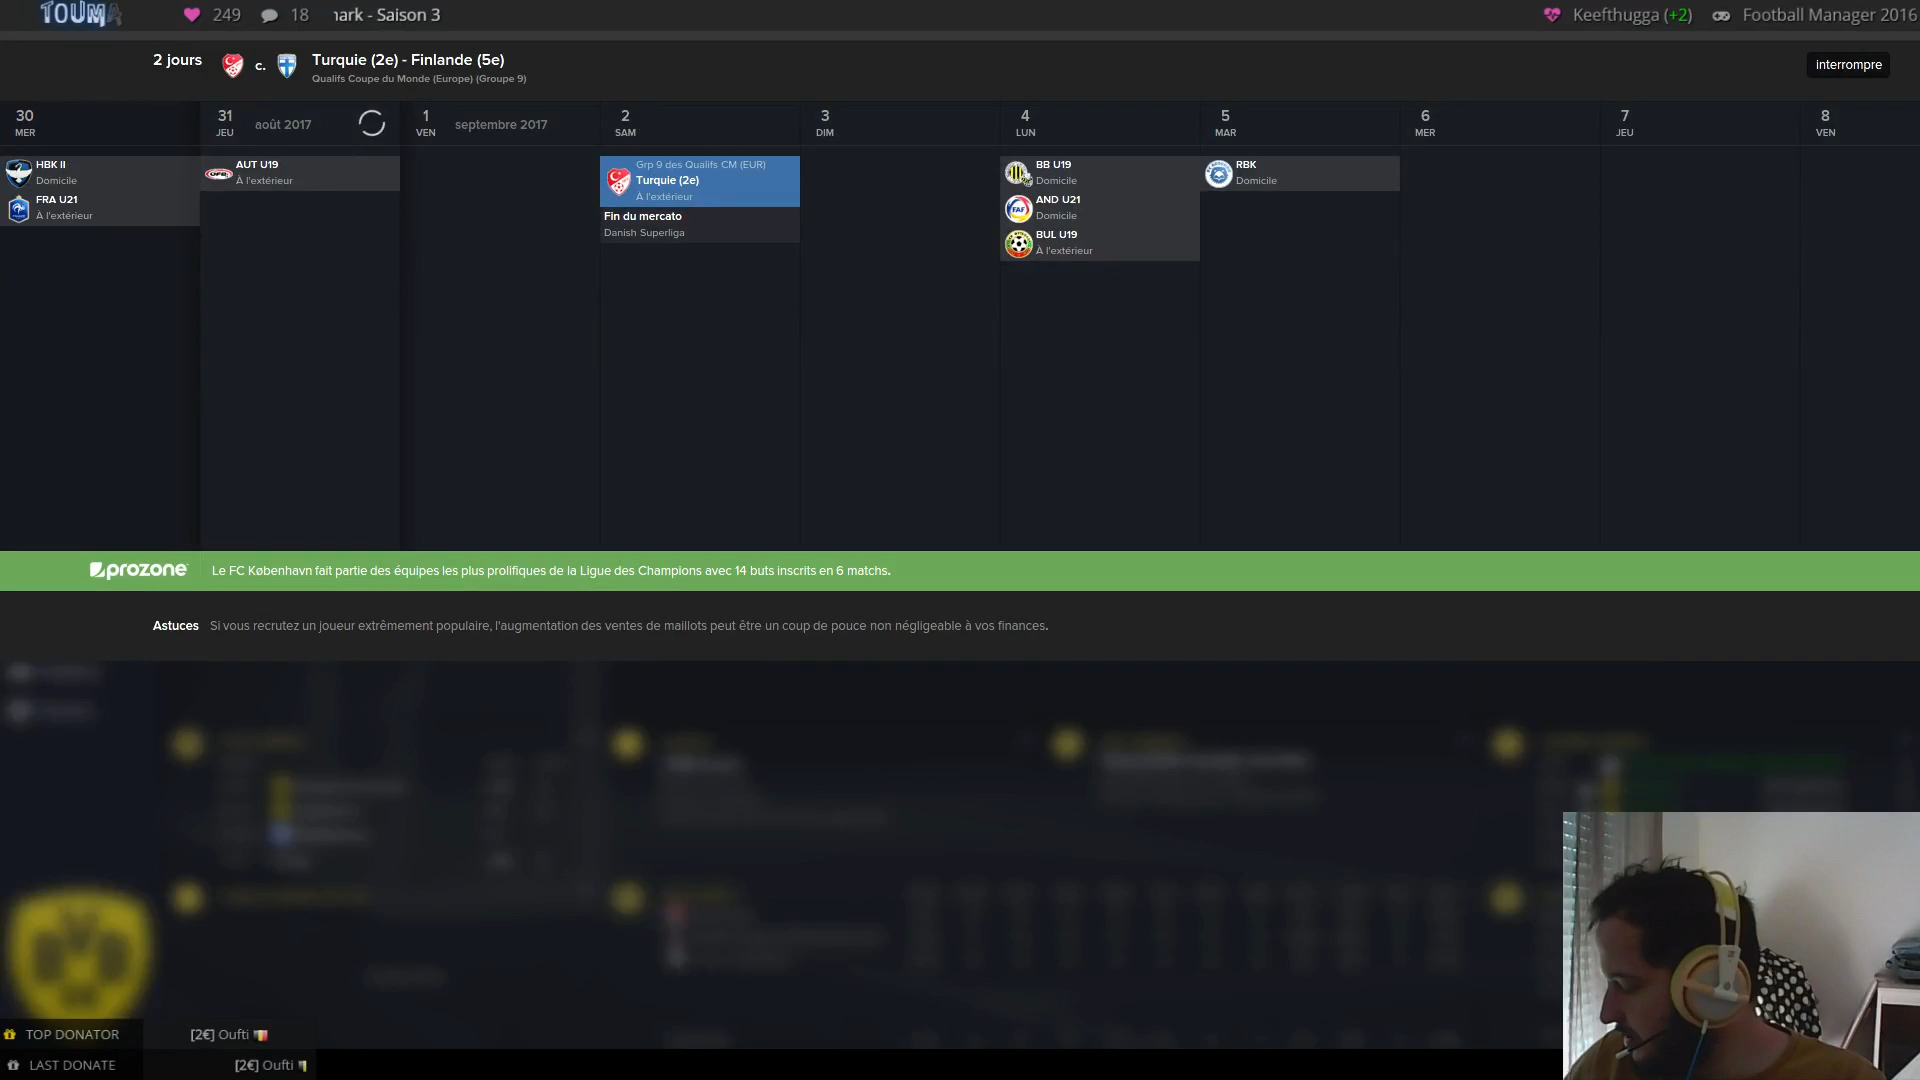 TOUMA
249
18
ark - Saison 3
Keefthugga (+2)
Football Manager 2016
2 jours
c.
Turquie (2e) - Finlande (5e)
Qualifs Coupe du Monde (Europe) (Groupe 9)
interrompre
30
MER
31
JEU
août 2017
1
VEN
septembre 2017
2
SAM
3
DIM
4
LUN
5
MAR
6
MER
7
JEU
8
VEN
HBK II
Domicile
FRA U21
À l'extérieur
AUT U19
À l'extérieur
Grp 9 des Qualifs CM (EUR)
Turquie (2e)
À l'extérieur
Fin du mercato
Danish Superliga
BB U19
Domicile
AND U21
Domicile
BUL U19
À l'extérieur
RBK
Domicile
prozone
Le FC København fait partie des équipes les plus prolifiques de la Ligue des Champions avec 14 buts inscrits en 6 matchs.
Astuces
Si vous recrutez un joueur extrêmement populaire, l'augmentation des ventes de maillots peut être un coup de pouce non négligeable à vos finances.
TOP DONATOR
[2€] Oufti
LAST DONATE
[2€] Oufti